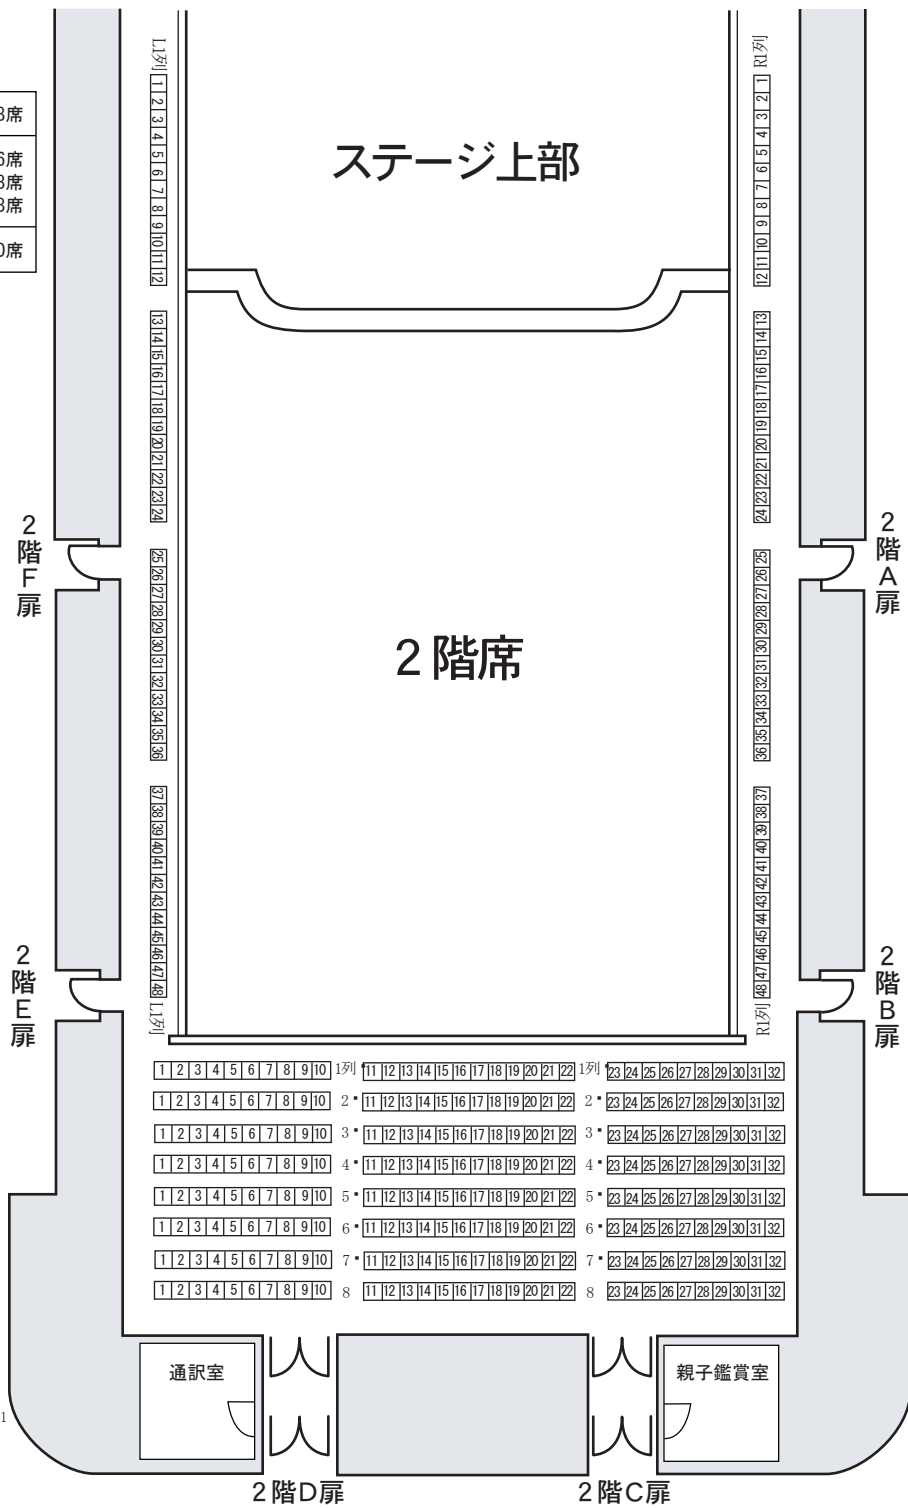 3席
6席
3席
3席
0席
ステージ上部
2階席
L1列
1 2 3 4 5 6 7 8 9 10 11 12
13 14 15 16 17 18 19 20 21 22 23 24
25 26 27 28 29 30 31 32 33 34 35 36
37 38 39 40 41 42 43 44 45 46 47 48
L1列
R1列
1 2 3 4 5 6 7 8 9 10 11 12
13 14 15 16 17 18 19 20 21 22 23 24
25 26 27 28 29 30 31 32 33 34 35 36
37 38 39 40 41 42 43 44 45 46 47 48
R1列
2階F扉
2階A扉
2階E扉
2階B扉
1 2 3 4 5 6 7 8 9 10 1列 11 12 13 14 15 16 17 18 19 20 21 22 1列 23 24 25 26 27 28 29 30 31 32
1 2 3 4 5 6 7 8 9 10 2 11 12 13 14 15 16 17 18 19 20 21 22 2 23 24 25 26 27 28 29 30 31 32
1 2 3 4 5 6 7 8 9 10 3 11 12 13 14 15 16 17 18 19 20 21 22 3 23 24 25 26 27 28 29 30 31 32
1 2 3 4 5 6 7 8 9 10 4 11 12 13 14 15 16 17 18 19 20 21 22 4 23 24 25 26 27 28 29 30 31 32
1 2 3 4 5 6 7 8 9 10 5 11 12 13 14 15 16 17 18 19 20 21 22 5 23 24 25 26 27 28 29 30 31 32
1 2 3 4 5 6 7 8 9 10 6 11 12 13 14 15 16 17 18 19 20 21 22 6 23 24 25 26 27 28 29 30 31 32
1 2 3 4 5 6 7 8 9 10 7 11 12 13 14 15 16 17 18 19 20 21 22 7 23 24 25 26 27 28 29 30 31 32
1 2 3 4 5 6 7 8 9 10 8 11 12 13 14 15 16 17 18 19 20 21 22 8 23 24 25 26 27 28 29 30 31 32
通訳室
親子鑑賞室
1
2階D扉
2階C扉